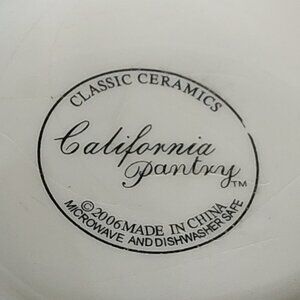 CLASSIC CERAMICS
California
Pantry™
©2006 MADE IN CHINA
MICROWAVE AND DISHWASHER SAFE